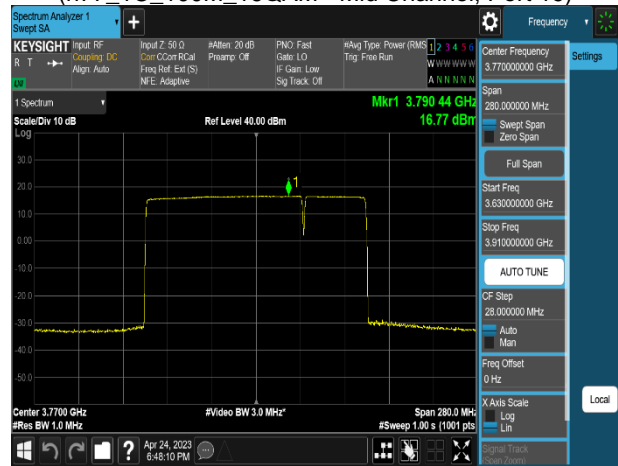 Spectrum Analyzer 1
Swept SA
Frequency
KEYSIGHT
R T
LW
Input: RF
Coupling: DC
Align: Auto
Input Z: 50 Ω
Corr CCorr RCal
Freq Ref: Ext (S)
NFE: Adaptive
#Atten: 20 dB
Preamp: Off
PNO: Fast
Gate: LO
IF Gain: Low
Sig Track: Off
#Avg Type: Power (RMS
Trig: Free Run
1 2 3 4 5 6
W W W W W W
A N N N N N
1 Spectrum
Scale/Div 10 dB
Log
Ref Level 40.00 dBm
Mkr1 3.790 44 GHz
16.77 dBm
30.0
20.0
10.0
0.00
-10.0
-20.0
-30.0
-40.0
-50.0
1
Center 3.7700 GHz
#Res BW 1.0 MHz
#Video BW 3.0 MHz*
Span 280.0 MHz
#Sweep 1.00 s (1001 pts
Center Frequency
3.770000000 GHz
Span
280.000000 MHz
Swept Span
Zero Span
Full Span
Start Freq
3.630000000 GHz
Stop Freq
3.910000000 GHz
AUTO TUNE
CF Step
28.000000 MHz
Auto
Man
Freq Offset
0 Hz
X Axis Scale
Log
Lin
Signal Track
(Span Zoom)
Settings
Local
?
Apr 24, 2023
6:48:10 PM